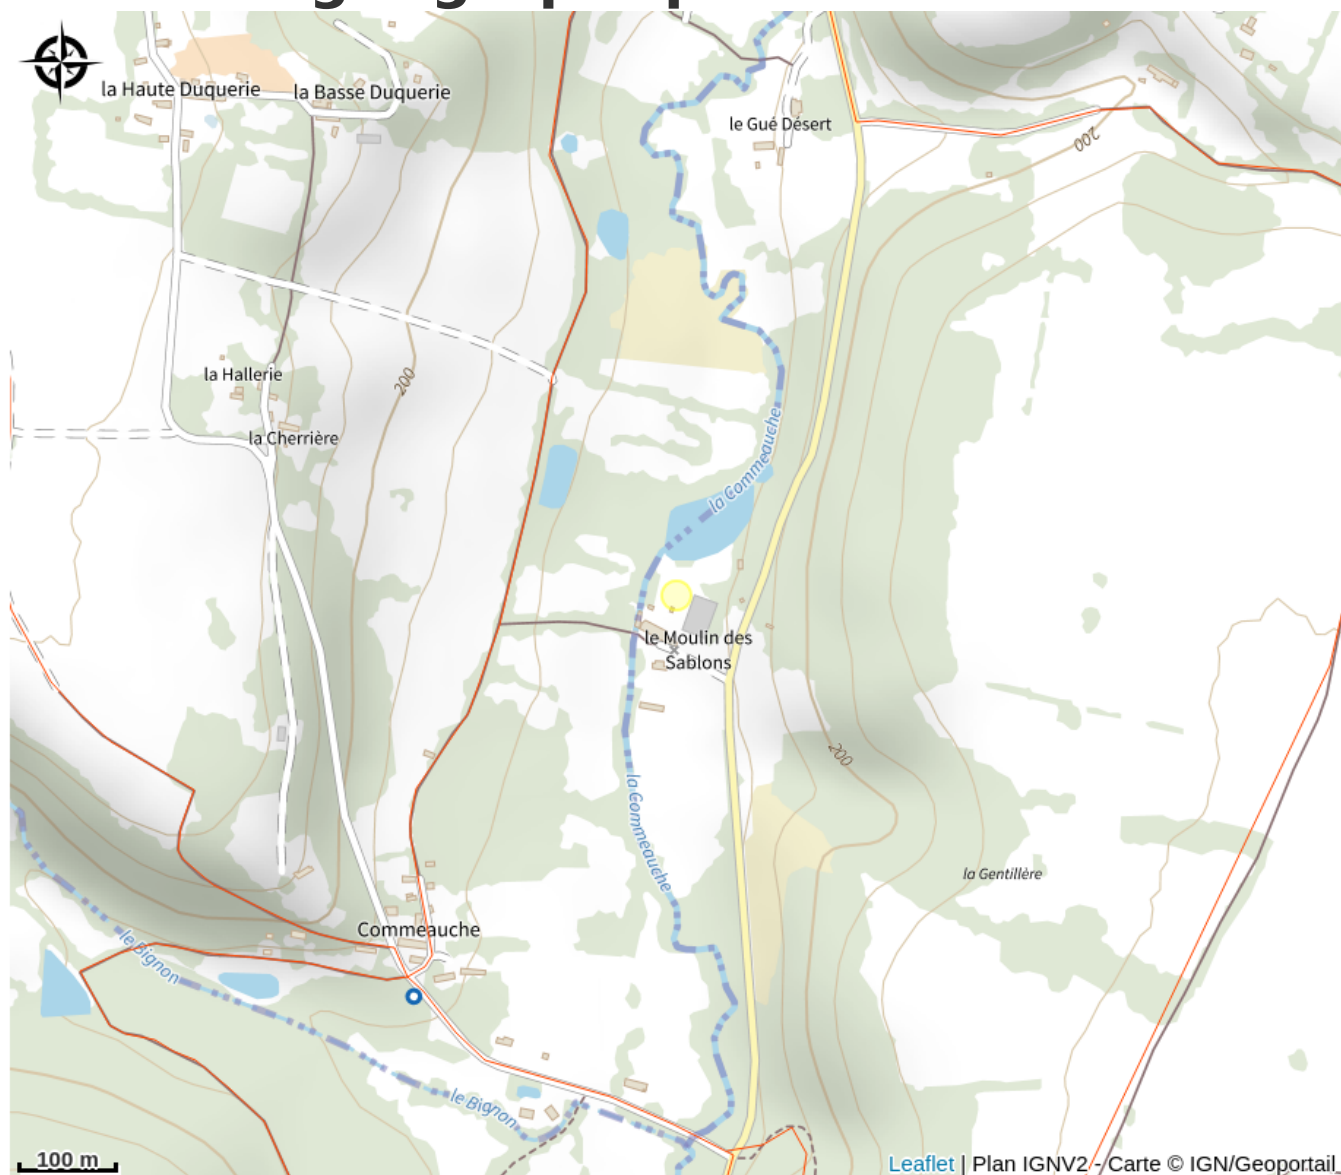 la Haute Duquerie
la Basse Duquerie
le Gué Désert
200
200
la Hallerie
la Cherrière
la Commeauche
le Moulin des
Sablons
200
la Commeauche
la Gentillère
Commeauche
le Bignon
le Bignon
100 m
Leaflet | Plan IGNV2 - Carte © IGN/Geoportail